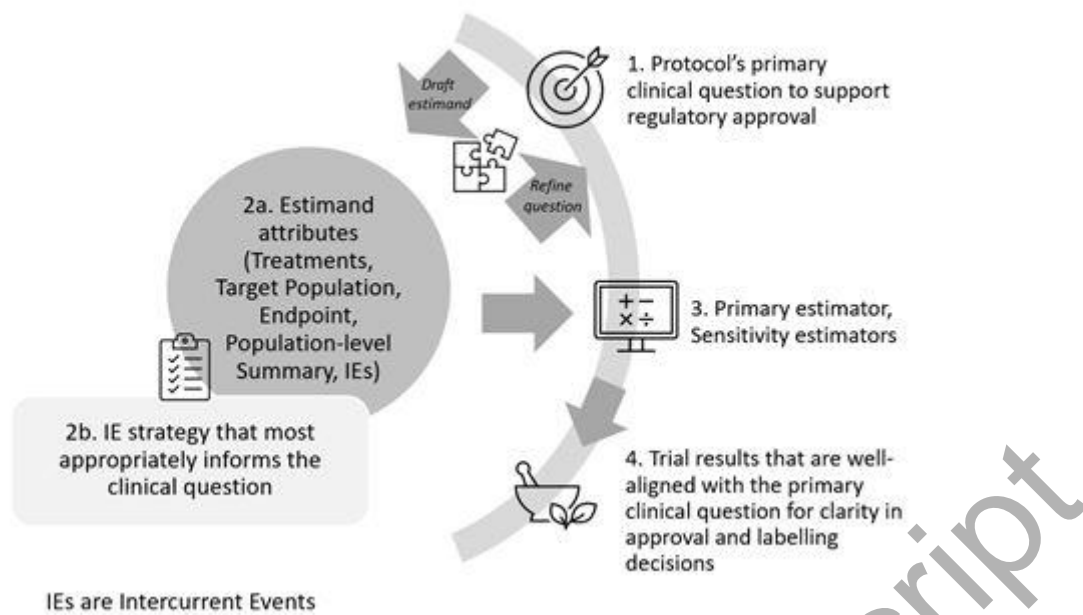 1. Protocol's primary
clinical question to support
regulatory approval
Draft
estimand
Refine
question
2a. Estimand
attributes
(Treatments,
Target Population,
Endpoint,
Population-level
Summary, IEs)
2b. IE strategy that most
appropriately informs the
clinical question
3. Primary estimator,
Sensitivity estimators
4. Trial results that are well-
aligned with the primary
clinical question for clarity in
approval and labelling
decisions
IEs are Intercurrent Events
cript